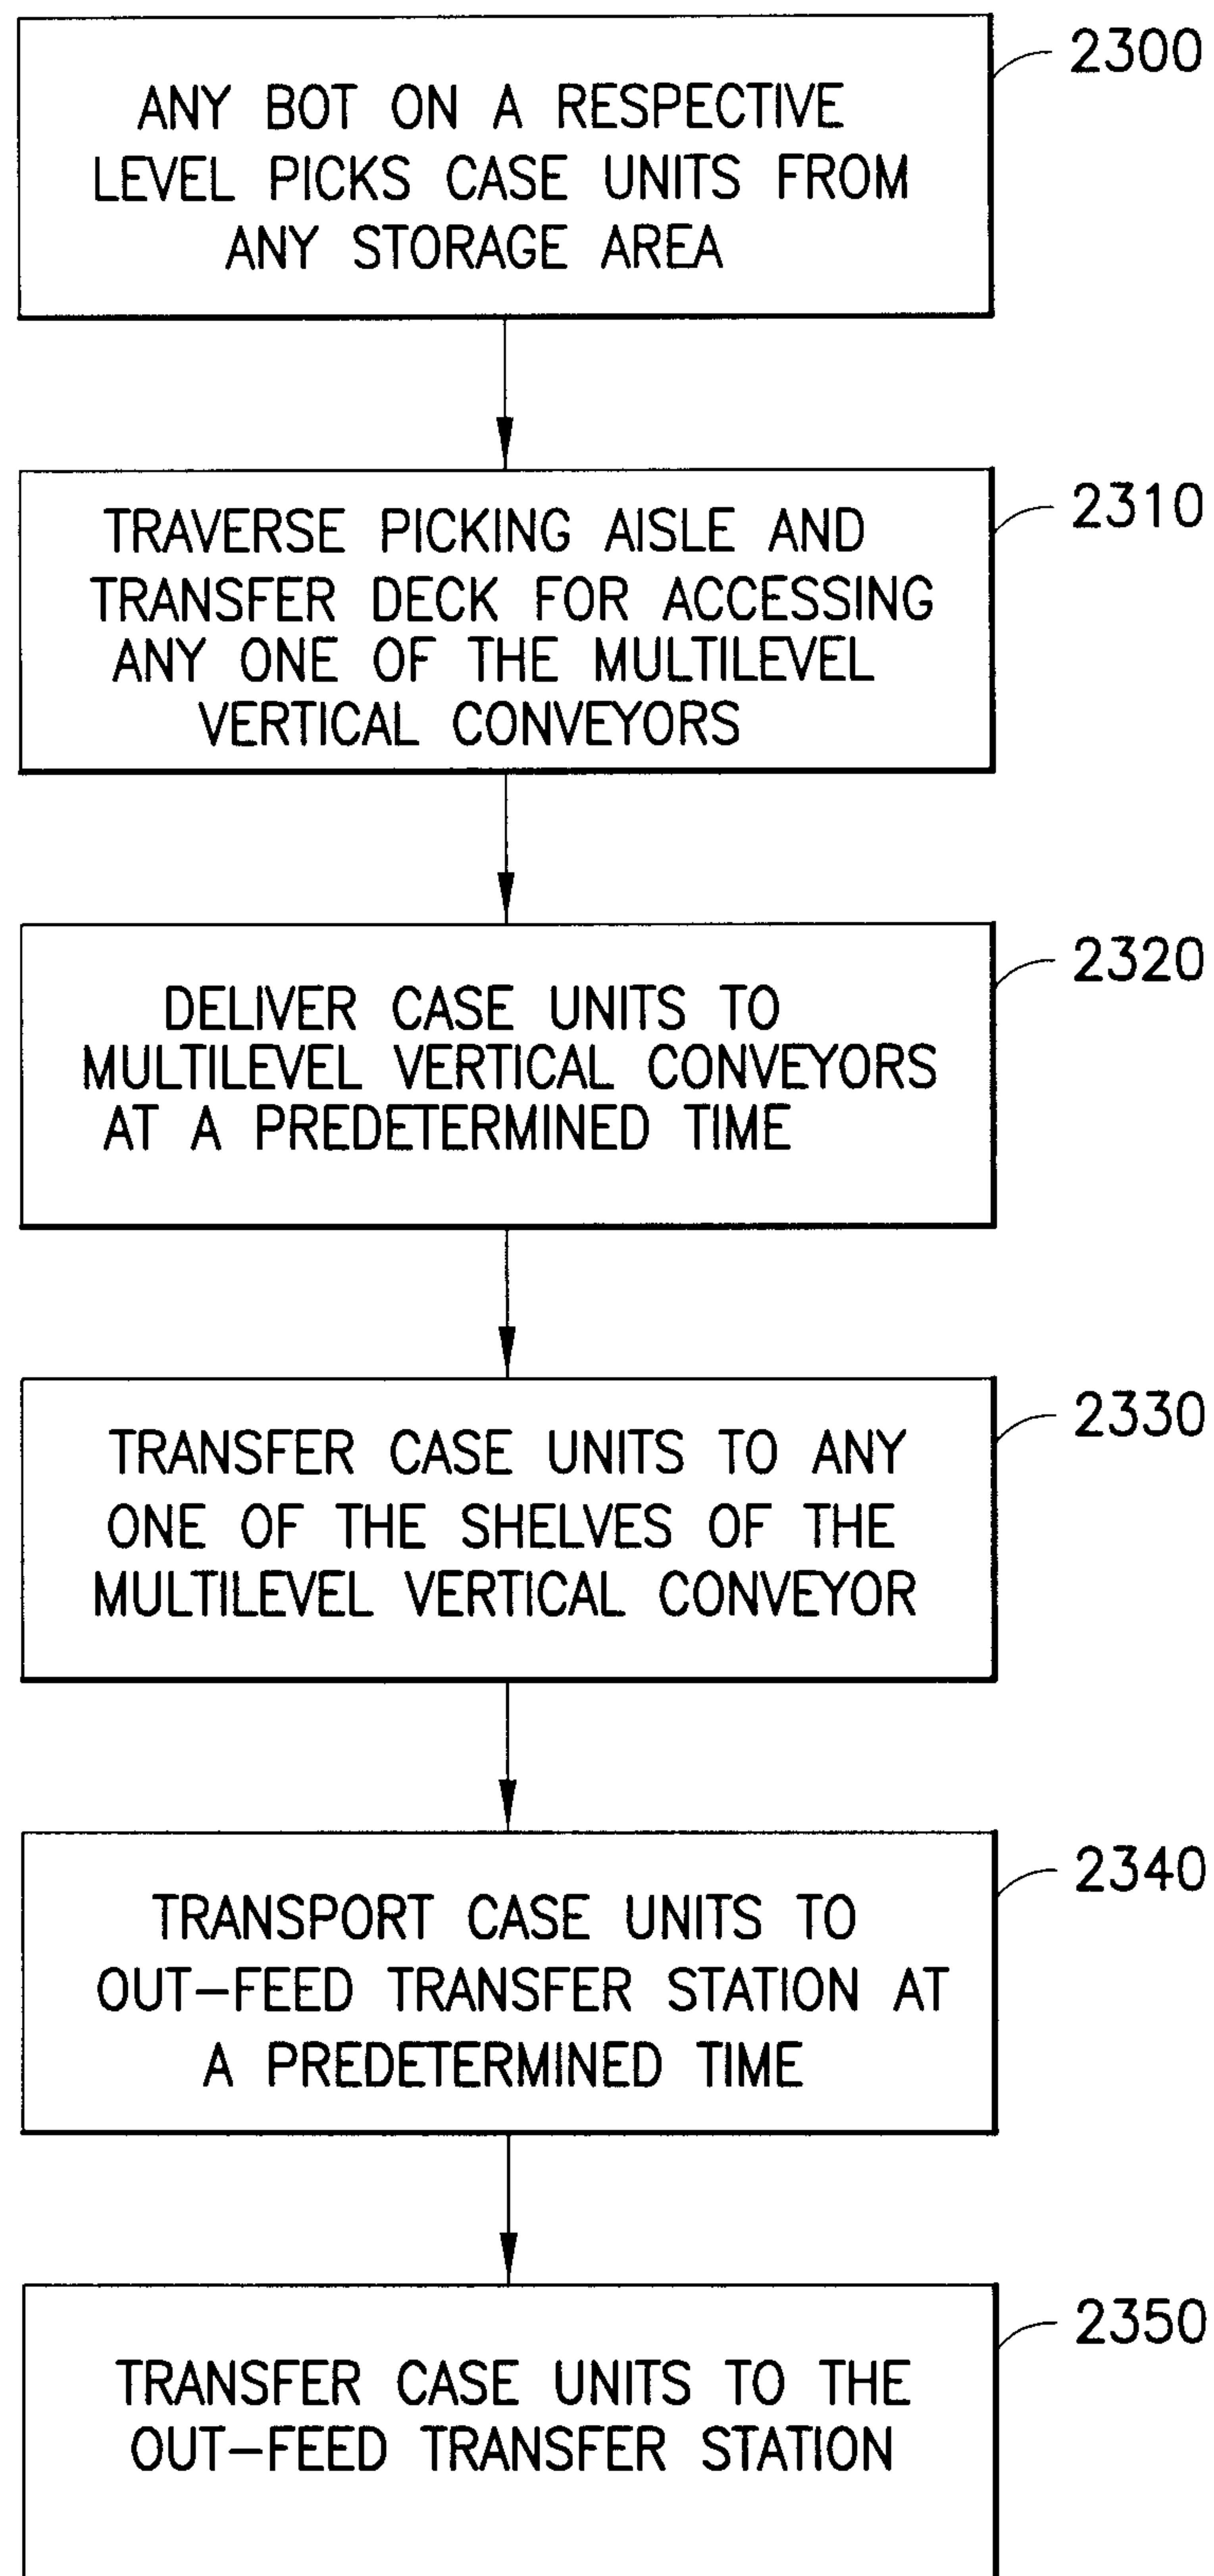 ANY BOT ON A RESPECTIVE
LEVEL PICKS CASE UNITS FROM
ANY STORAGE AREA
2300
TRAVERSE PICKING AISLE AND
TRANSFER DECK FOR ACCESSING
ANY ONE OF THE MULTILEVEL
VERTICAL CONVEYORS
2310
DELIVER CASE UNITS TO
MULTILEVEL VERTICAL CONVEYORS
AT A PREDETERMINED TIME
2320
TRANSFER CASE UNITS TO ANY
ONE OF THE SHELVES OF THE
MULTILEVEL VERTICAL CONVEYOR
2330
TRANSPORT CASE UNITS TO
OUT-FEED TRANSFER STATION AT
A PREDETERMINED TIME
2340
TRANSFER CASE UNITS TO THE
OUT-FEED TRANSFER STATION
2350